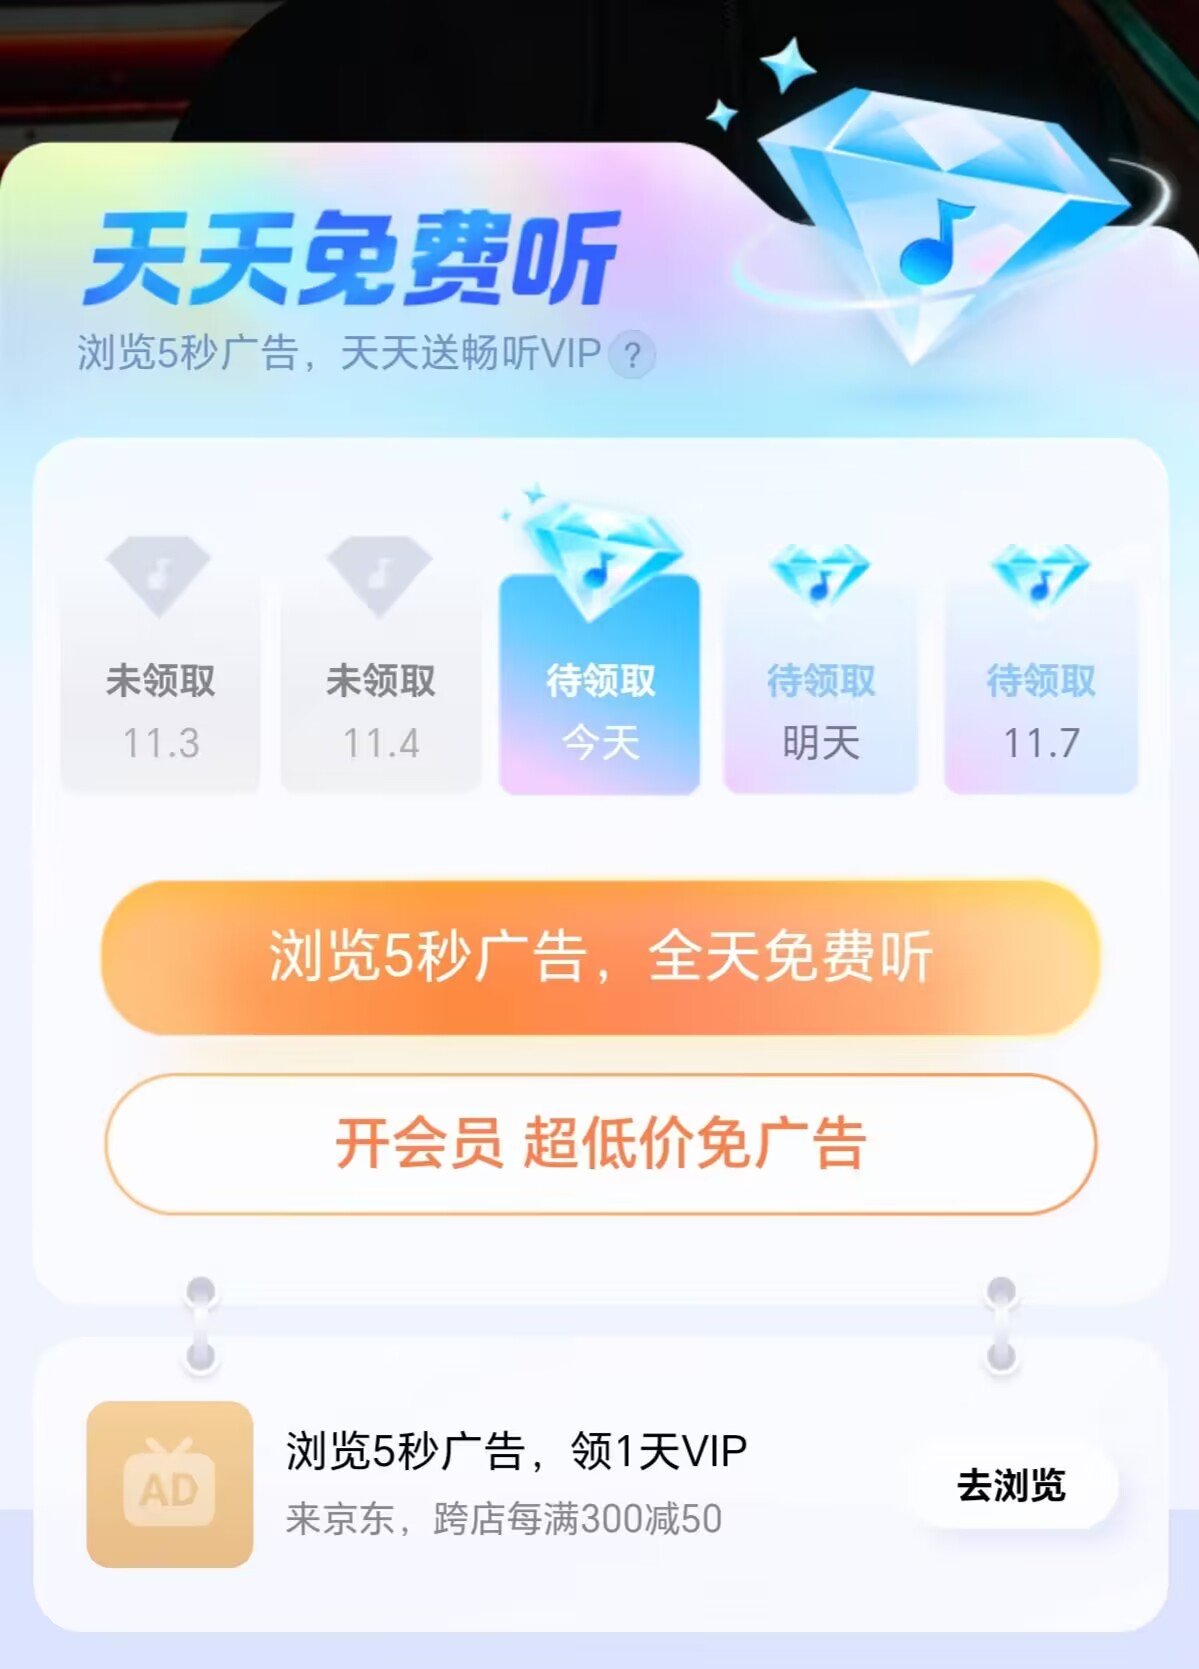 天天免费听
浏览5秒广告，天天送畅听VIP ?
未领取
11.3
未领取
11.4
待领取
今天
待领取
明天
待领取
11.7
浏览5秒广告，全天免费听
开会员 超低价免广告
AD
浏览5秒广告，领1天VIP
来京东，跨店每满300减50
去浏览